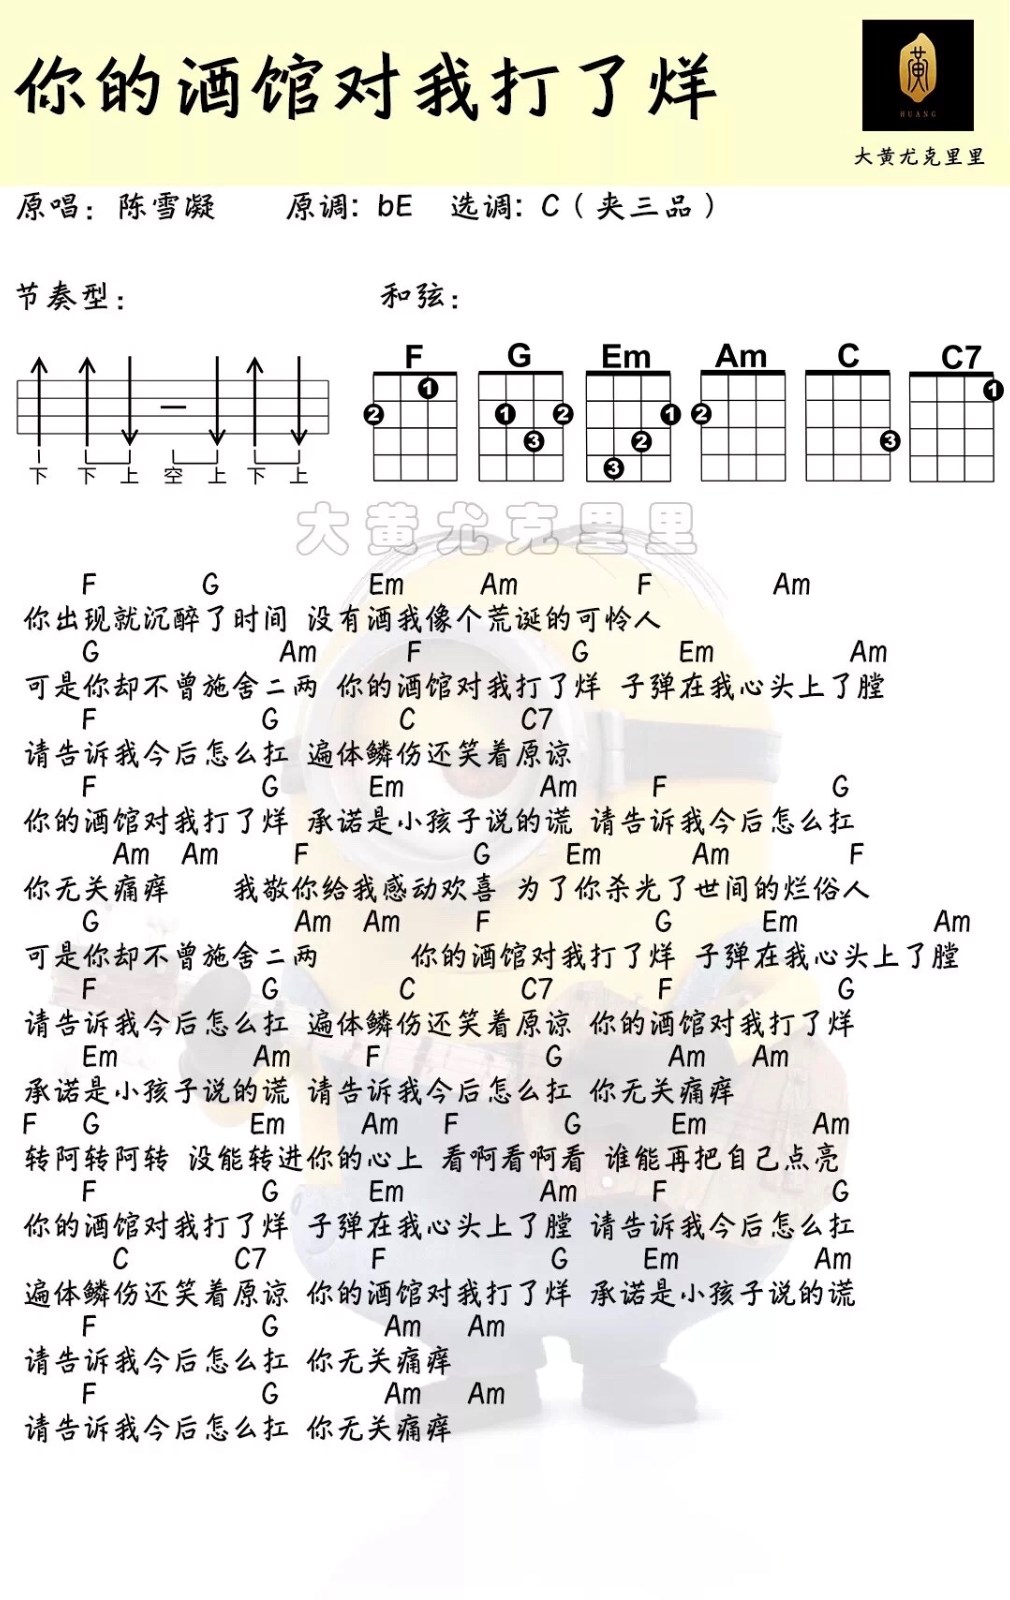 你的酒馆对我打了烊
黄
HUANG
大黄尤克里里
原唱：陈雪凝 原调：bE 选调：C（夹三品）
节奏型： 和弦：
F G Em Am C C7
1 2
1 2 3
1 2 3
2
3
1
下 下 上 空 上 下 上
大黄尤克里里
F G Em Am F Am
你出现就沉醉了时间 没有酒我像个荒诞的可怜人
G Am F G Em Am
可是你却不曾施舍二两 你的酒馆对我打了烊 子弹在我心头上了膛
F G C C7
请告诉我今后怎么扛 遍体鳞伤还笑着原谅
F G Em Am F G
你的酒馆对我打了烊 承诺是小孩子说的谎 请告诉我今后怎么扛
Am Am F G Em Am F
你无关痛痒 我敬你给我感动欢喜 为了你杀光了世间的烂俗人
G Am Am F G Em Am
可是你却不曾施舍二两 你的酒馆对我打了烊 子弹在我心头上了膛
F G C C7 F G
请告诉我今后怎么扛 遍体鳞伤还笑着原谅 你的酒馆对我打了烊
Em Am F G Am Am
承诺是小孩子说的谎 请告诉我今后怎么扛 你无关痛痒
F G Em Am F G Em Am
转阿转阿转 没能转进你的心上 看啊看啊看 谁能再把自己点亮
F G Em Am F G
你的酒馆对我打了烊 子弹在我心头上了膛 请告诉我今后怎么扛
C C7 F G Em Am
遍体鳞伤还笑着原谅 你的酒馆对我打了烊 承诺是小孩子说的谎
F G Am Am
请告诉我今后怎么扛 你无关痛痒
F G Am Am
请告诉我今后怎么扛 你无关痛痒